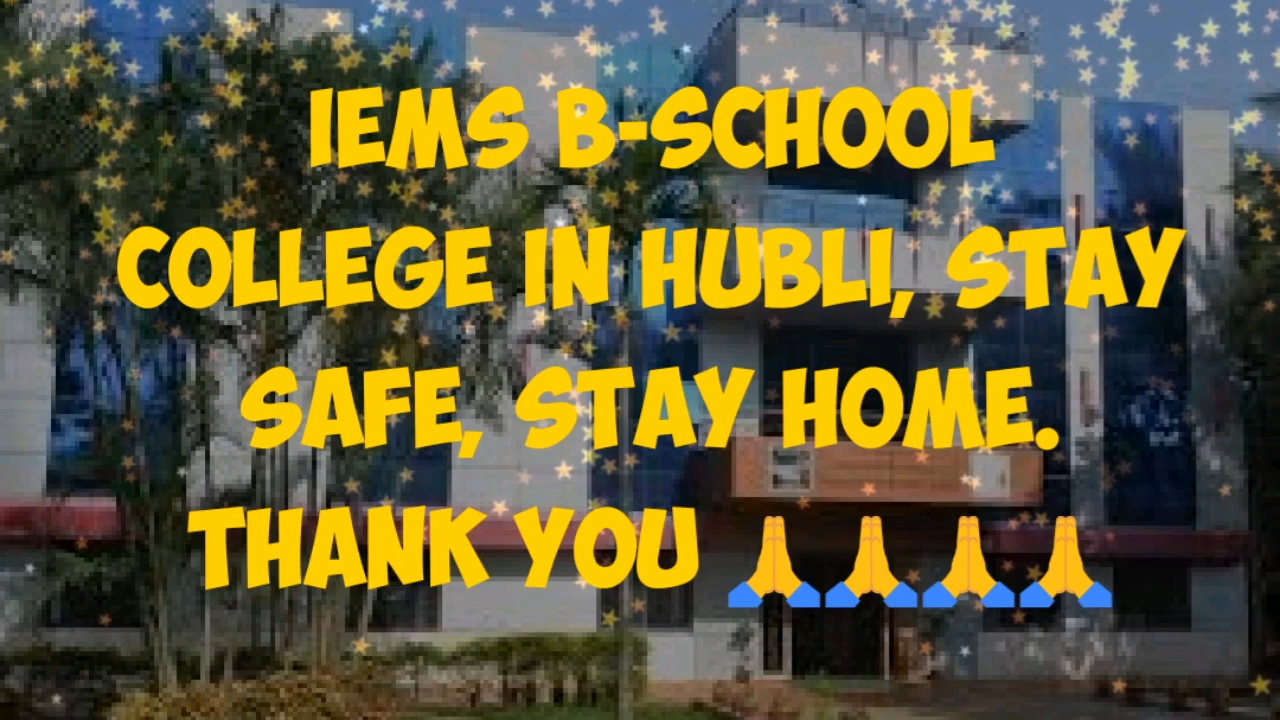 IEMS B-SCHOOL
COLLEGE IN HUBLI, STAY
SAFE, STAY HOME.
THANK YOU 🙏🙏🙏🙏